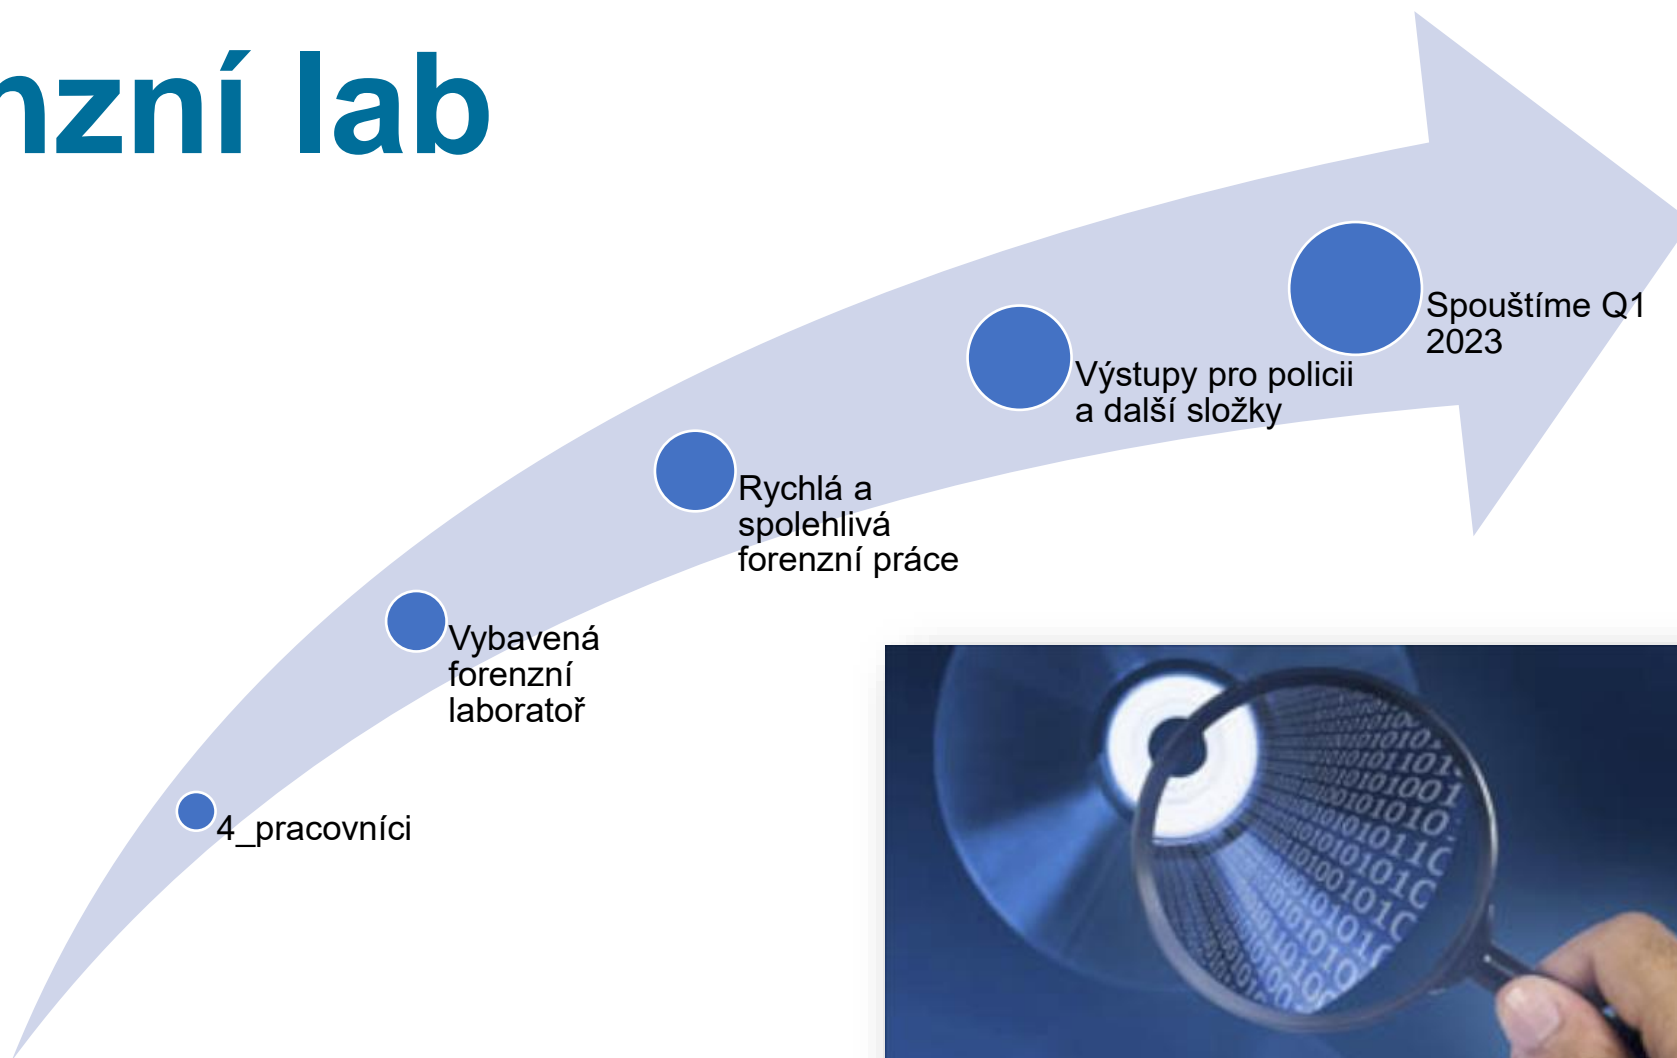 nzní lab
Spouštíme Q1
2023
Výstupy pro policii
a další složky
Rychlá a
spolehlivá
forenzní práce
Vybavená
forenzní
laboratoř
4_pracovníci